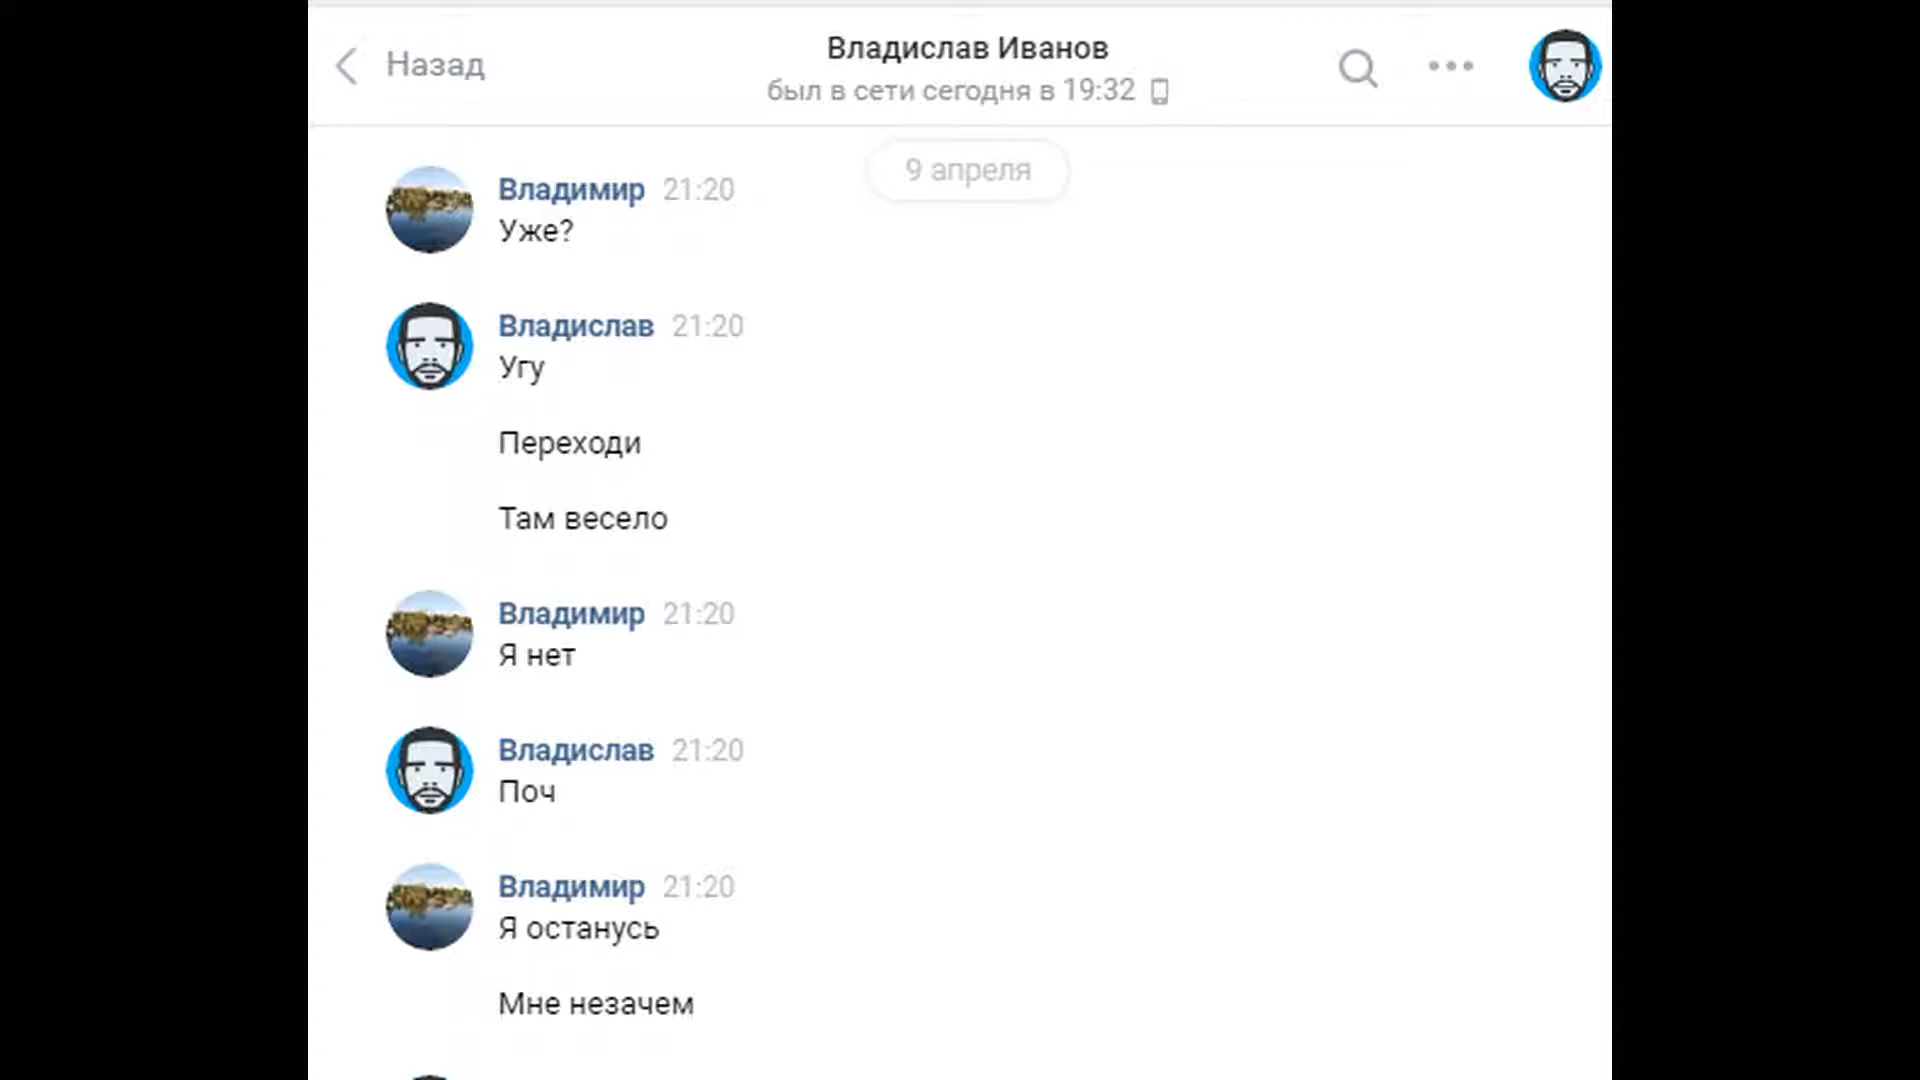 Назад
Владислав Иванов
был в сети сегодня в 19:32
9 апреля
Владимир 21:20
Уже?
Владислав 21:20
Угу
Переходи
Там весело
Владимир 21:20
Я нет
Владислав 21:20
Поч
Владимир 21:20
Я останусь
Мне незачем